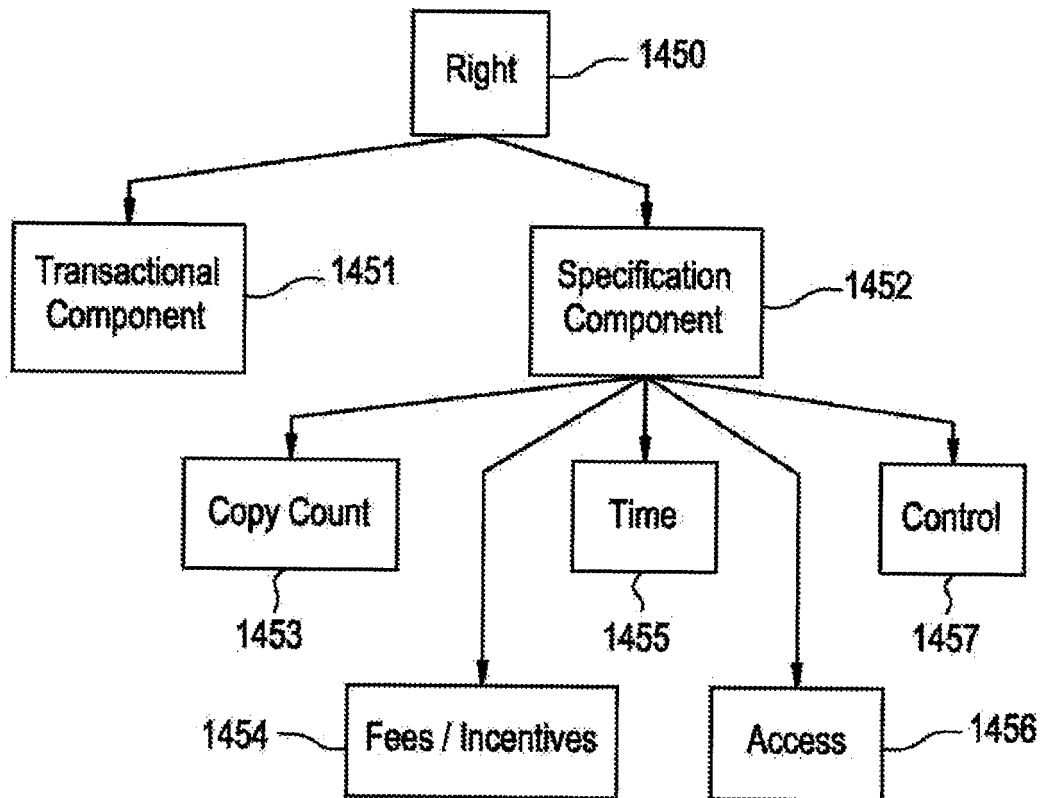 Right
1450
Transactional
Component
1451
Specification
Component
1452
Copy Count
1453
Time
1455
Control
1457
1454
Fees / Incentives
Access
1456